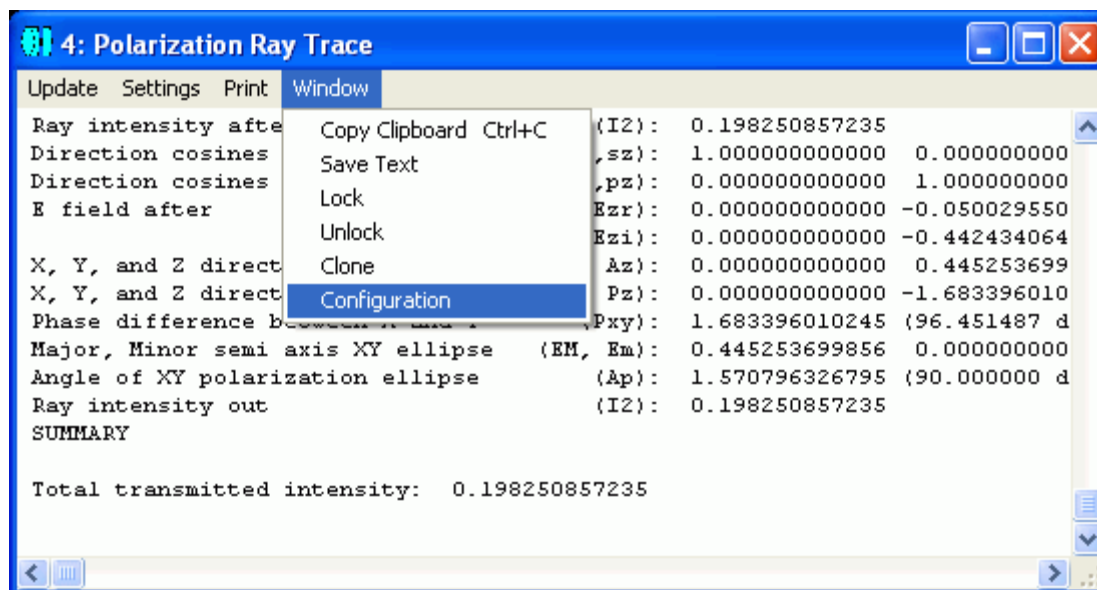 4: Polarization Ray Trace
Update Settings Print Window
Copy Clipboard Ctrl+C
Save Text
Lock
Unlock
Clone
Configuration
Ray intensity afte (I2): 0.198250857235
Direction cosines ,sz): 1.000000000000 0.000000000
Direction cosines ,pz): 0.000000000000 1.000000000
E field after Ezr): 0.000000000000 -0.050029550
Ezi): 0.000000000000 -0.442434064
X, Y, and Z direct Az): 0.000000000000 0.445253699
X, Y, and Z direct Pz): 0.000000000000 -1.683396010
Phase difference between X and Y (Pxy): 1.683396010245 (96.451487 d
Major, Minor semi axis XY ellipse (EM, Em): 0.445253699856 0.000000000
Angle of XY polarization ellipse (Ap): 1.570796326795 (90.000000 d
Ray intensity out (I2): 0.198250857235
SUMMARY
Total transmitted intensity: 0.198250857235